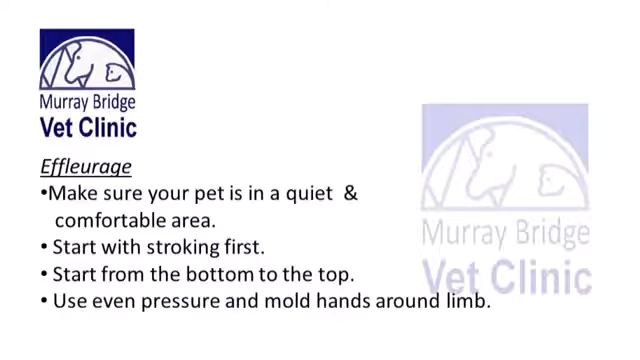 Murray Bridge
Vet Clinic
Effleurage
•Make sure your pet is in a quiet &
comfortable area.
• Start with stroking first.
• Start from the bottom to the top.
• Use even pressure and mold hands around limb.
Murray Bridge
Vet Clinic